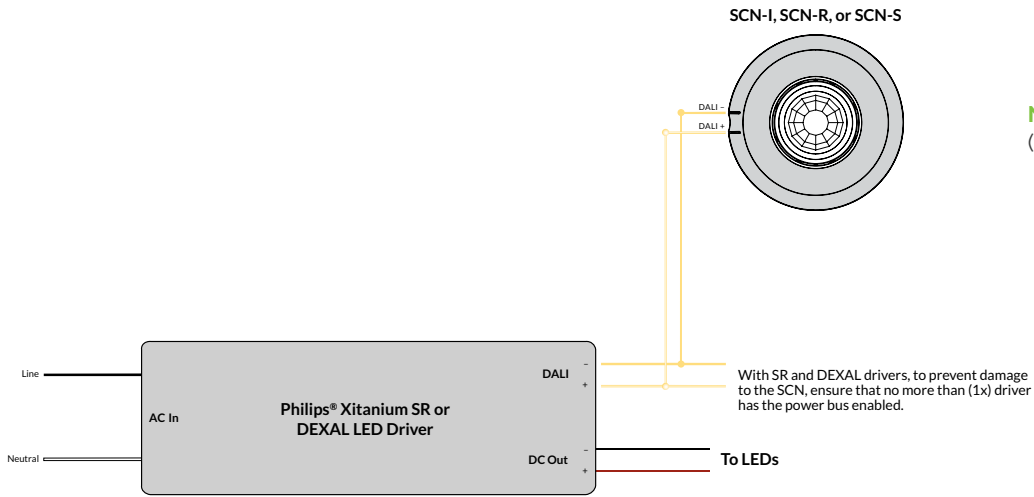 SCN-I, SCN-R, or SCN-S
DALI –
DALI +
Line
Neutral
AC In
Philips® Xitanium SR or
DEXAL LED Driver
DALI
–
+
DC Out
–
+
With SR and DEXAL drivers, to prevent damage
to the SCN, ensure that no more than (1x) driver
has the power bus enabled.
To LEDs